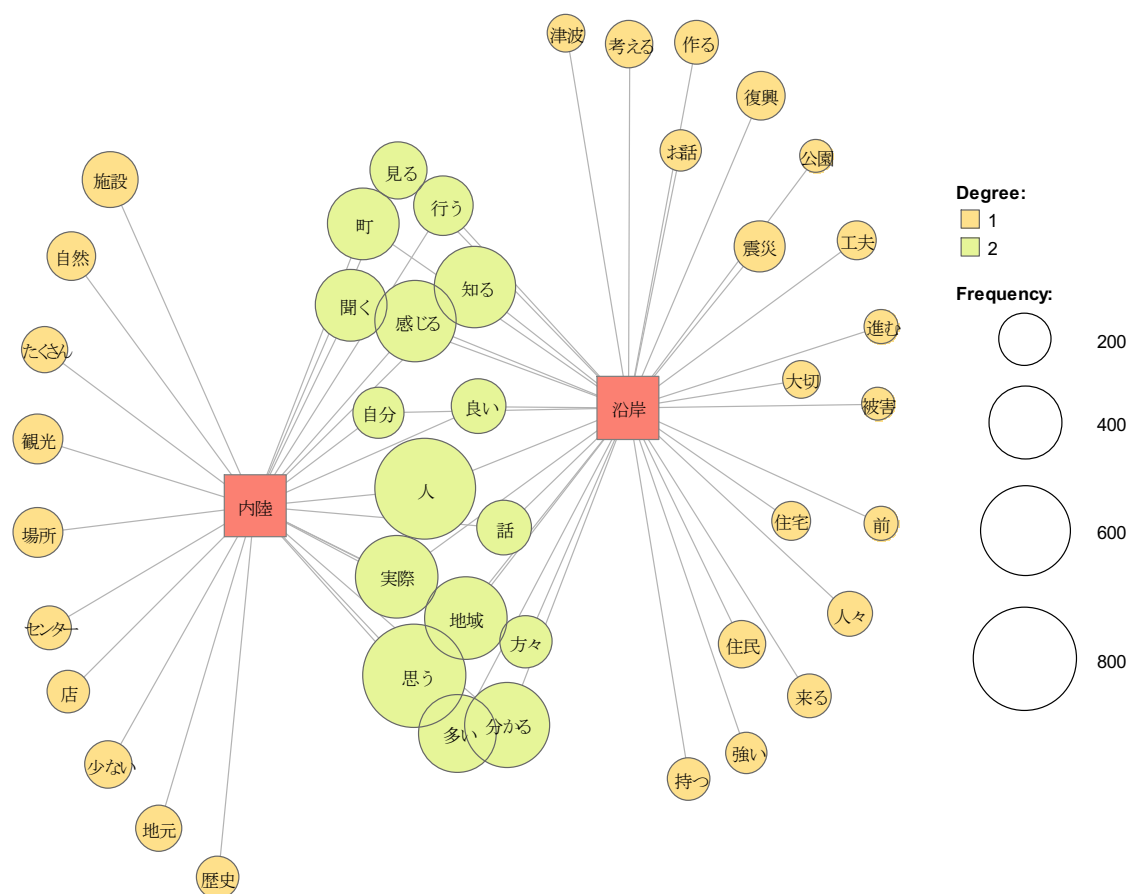 津波
考える
作る
復興
お話
公園
施設
見る
行う
町
震災
工夫
自然
知る
聞く
感じる
進む
たくさん
大切
自分
良い
沿岸
被害
観光
人
内陸
話
場所
住宅
前
実際
地域
人々
センター
方々
住民
思う
店
来る
多い
分かる
強い
少ない
持つ
地元
歴史
Degree:
1
2
Frequency:
200
400
600
800